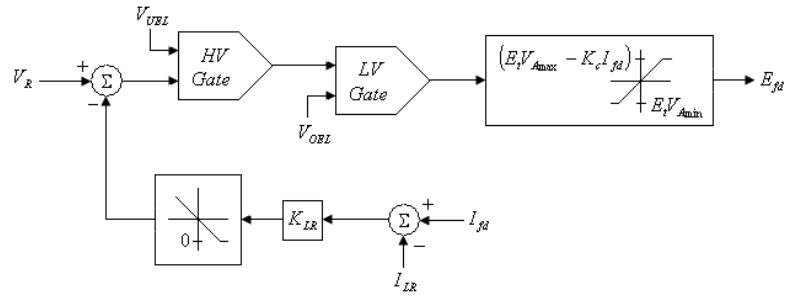 V_UEL
V_R
+
Σ
−
HV
Gate
LV
Gate
V_OEL
(E_t V_Amax − K_c I_fd)
E_t V_Amin
E_fd
0
K_LR
Σ
+
−
I_fd
I_LR